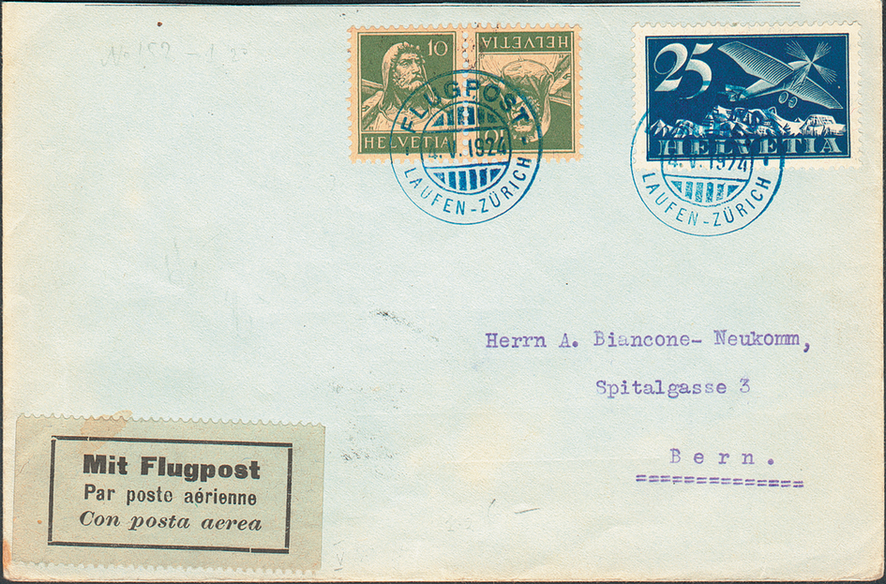 10
HELVETIA
HELVETIA
10
25
HELVETIA
FLUGPOST
4.V.1924
LAUFEN-ZÜRICH
4.V.1924
LAUFEN-ZÜRICH
Herrn A. Biancone- Neukomm,
Spitalgasse 3
Bern.
Mit Flugpost
Par poste aérienne
Con posta aerea